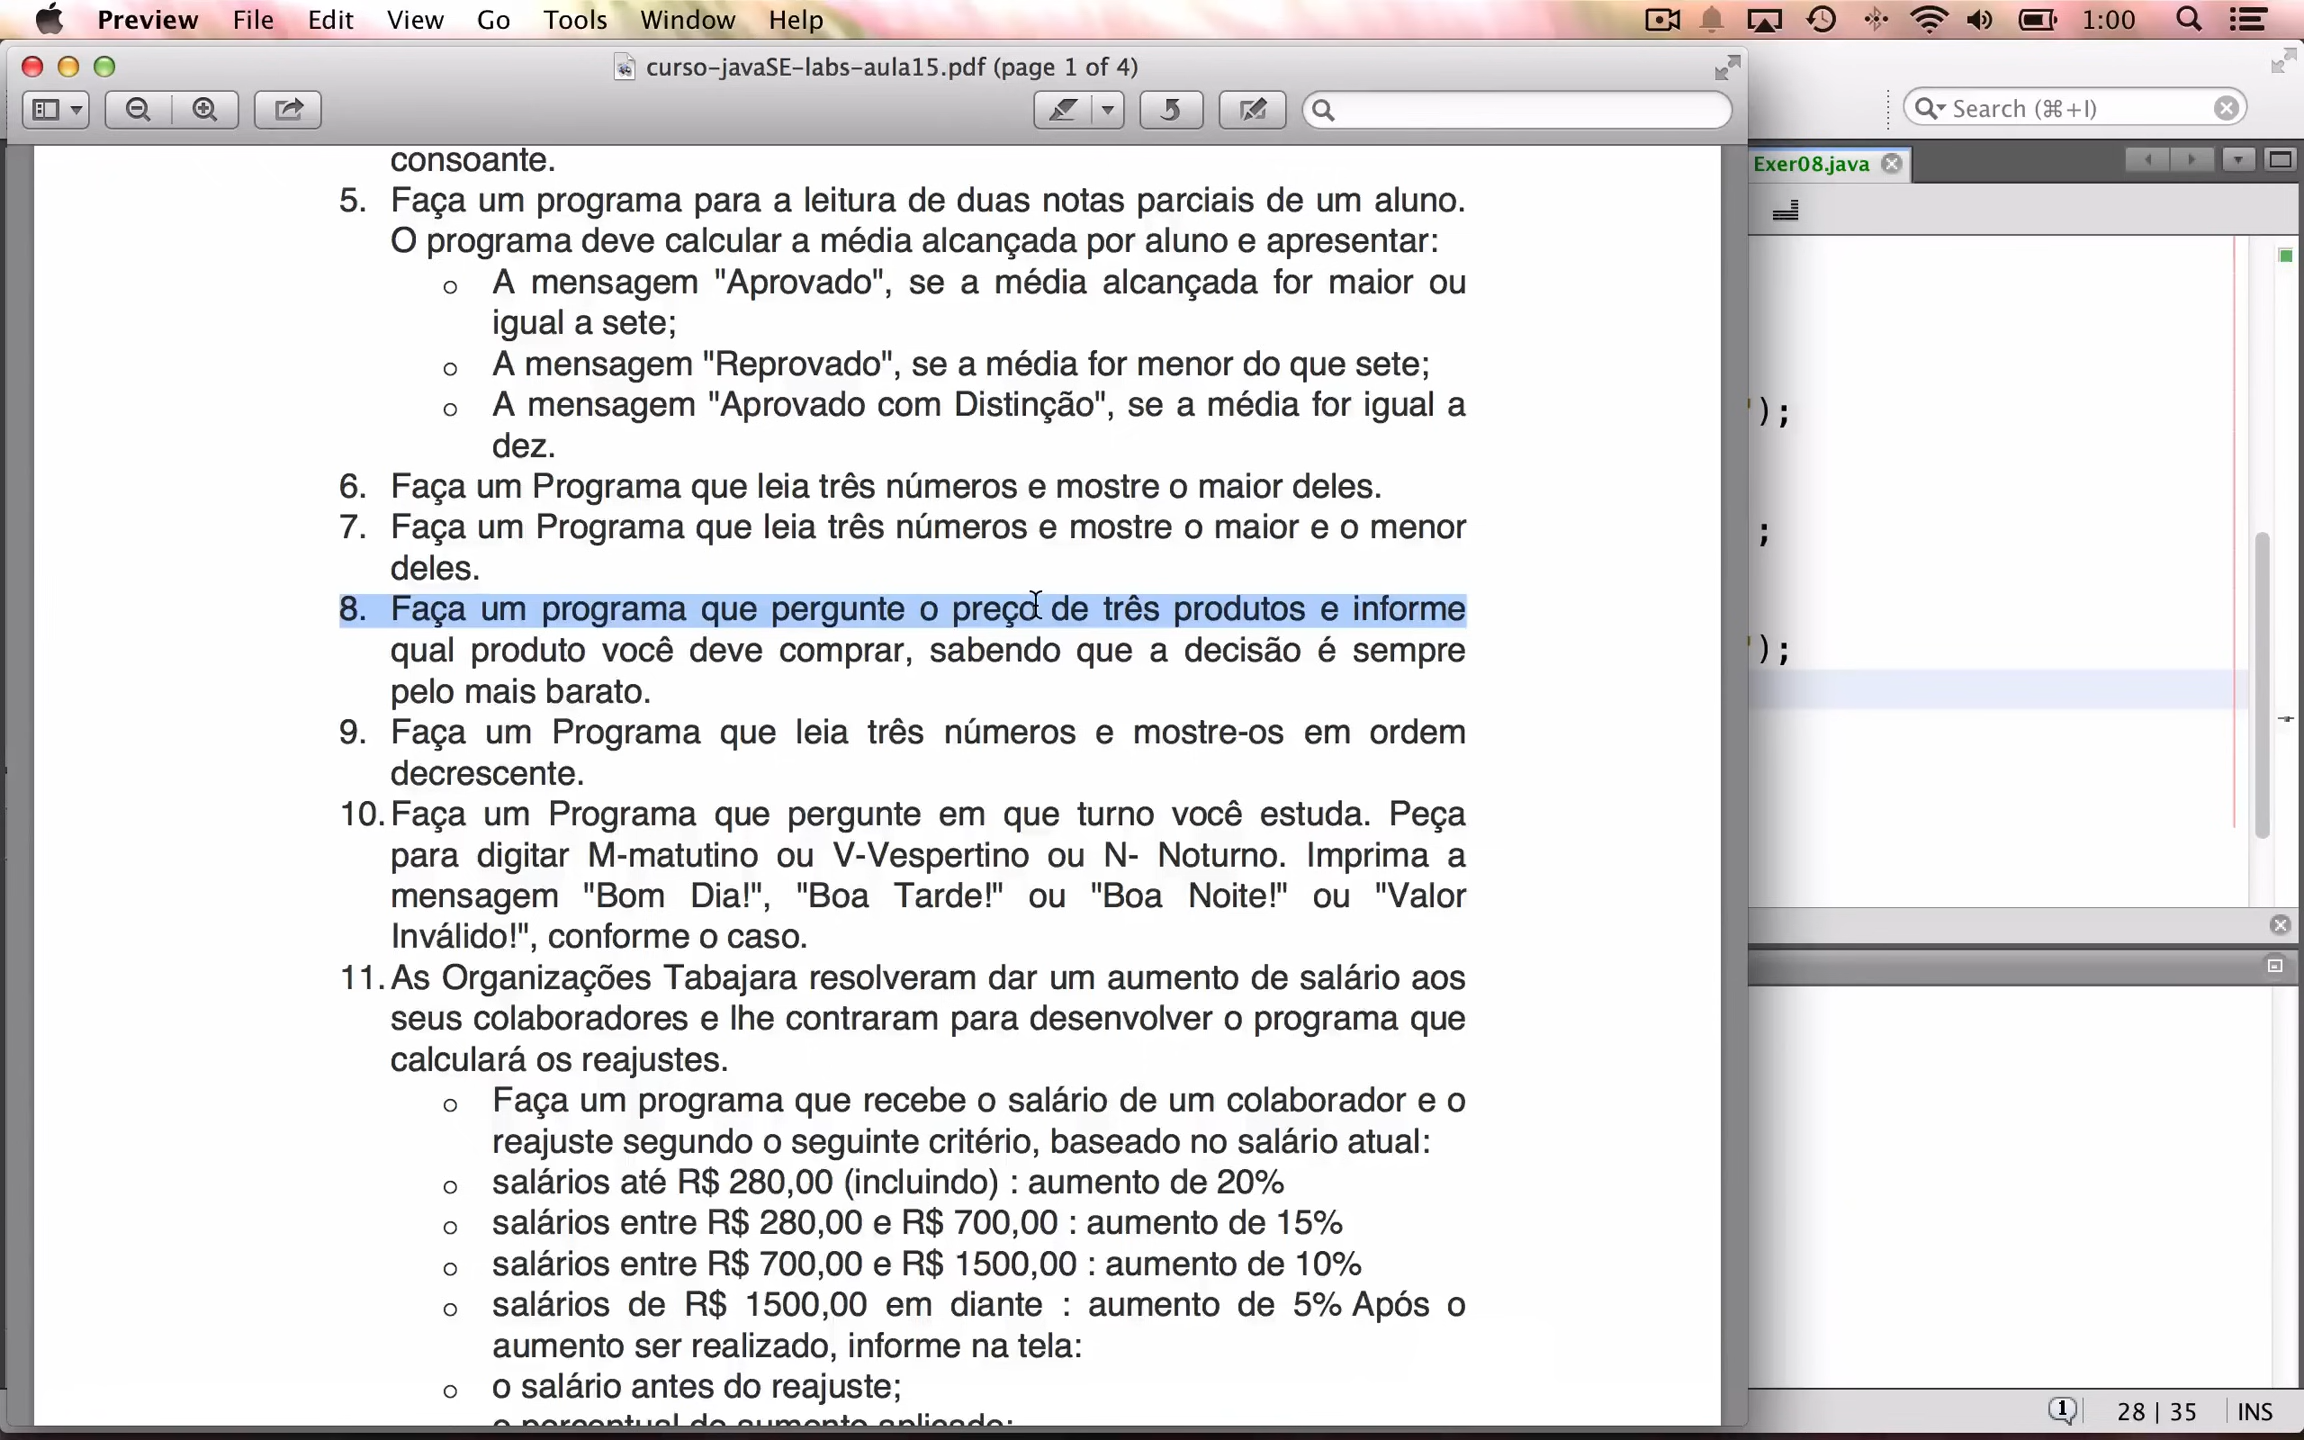 Preview File Edit View Go Tools Window Help 1:00
curso-javaSE-labs-aula15.pdf (page 1 of 4)
Search (⌘+I)
Exer08.java
consoante.
5. Faça um programa para a leitura de duas notas parciais de um aluno.
O programa deve calcular a média alcançada por aluno e apresentar:
o A mensagem "Aprovado", se a média alcançada for maior ou
igual a sete;
o A mensagem "Reprovado", se a média for menor do que sete;
o A mensagem "Aprovado com Distinção", se a média for igual a
dez.
6. Faça um Programa que leia três números e mostre o maior deles.
7. Faça um Programa que leia três números e mostre o maior e o menor
deles.
8. Faça um programa que pergunte o preço de três produtos e informe
qual produto você deve comprar, sabendo que a decisão é sempre
pelo mais barato.
9. Faça um Programa que leia três números e mostre-os em ordem
decrescente.
10. Faça um Programa que pergunte em que turno você estuda. Peça
para digitar M-matutino ou V-Vespertino ou N- Noturno. Imprima a
mensagem "Bom Dia!", "Boa Tarde!" ou "Boa Noite!" ou "Valor
Inválido!", conforme o caso.
11. As Organizações Tabajara resolveram dar um aumento de salário aos
seus colaboradores e lhe contraram para desenvolver o programa que
calculará os reajustes.
o Faça um programa que recebe o salário de um colaborador e o
reajuste segundo o seguinte critério, baseado no salário atual:
o salários até R$ 280,00 (incluindo) : aumento de 20%
o salários entre R$ 280,00 e R$ 700,00 : aumento de 15%
o salários entre R$ 700,00 e R$ 1500,00 : aumento de 10%
o salários de R$ 1500,00 em diante : aumento de 5% Após o
aumento ser realizado, informe na tela:
o o salário antes do reajuste;
o percentual de aumento aplicado;
");
;
");
1 28 | 35 INS